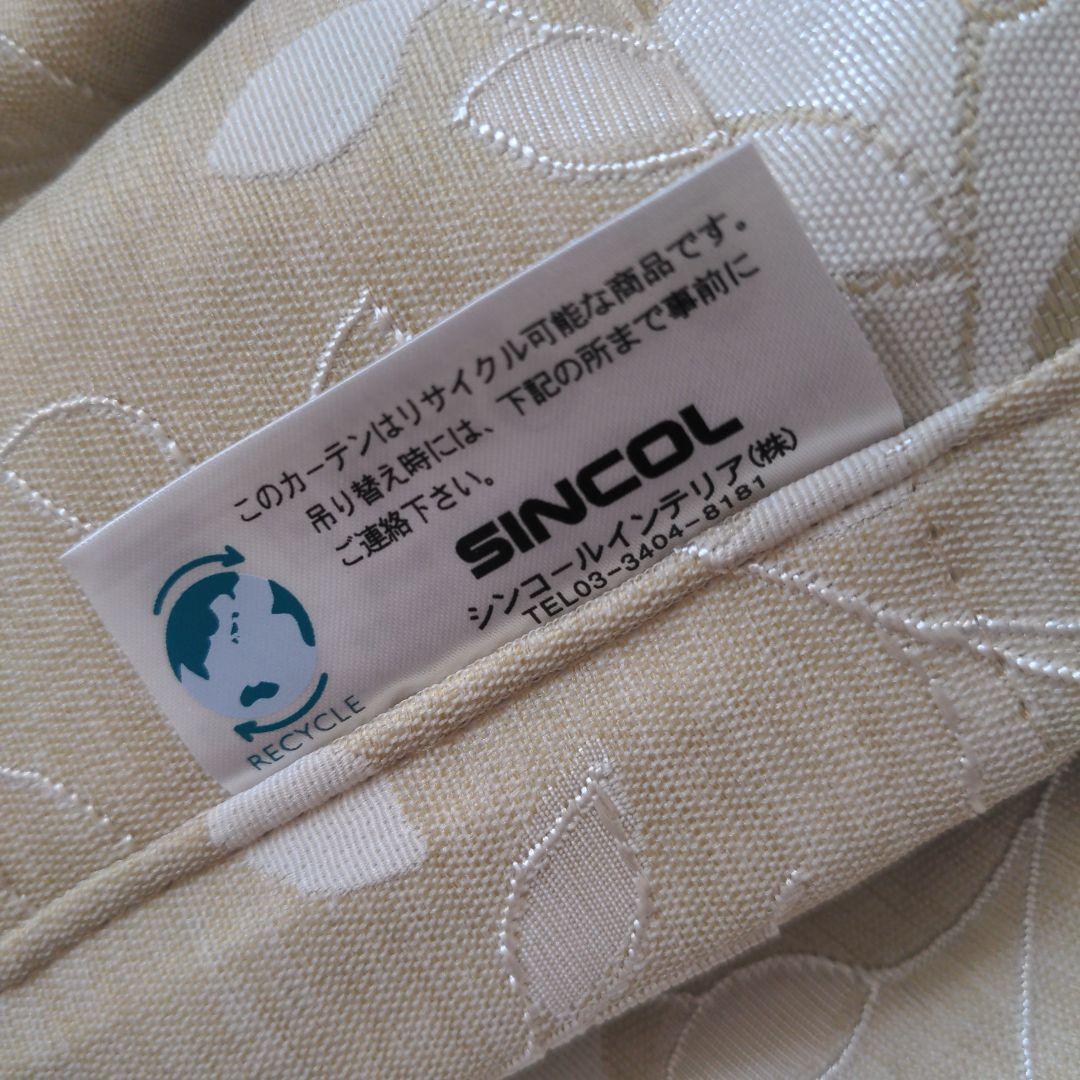 このカーテンはリサイクル可能な商品です。
吊り替え時には、下記の所まで事前に
ご連絡下さい。
SINCOL
シンコールインテリア(株)
TEL03-3404-8181
RECYCLE